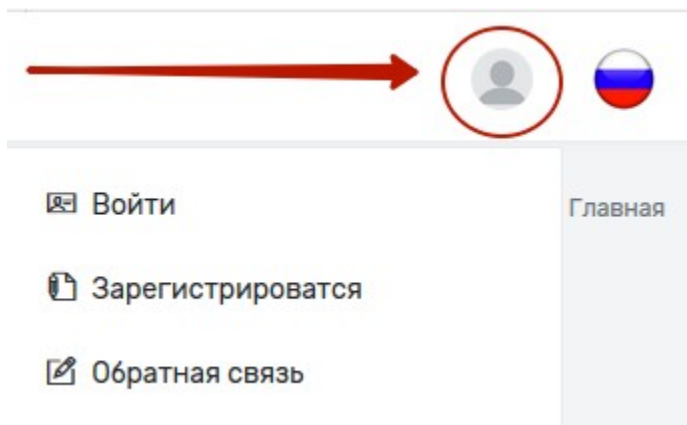 Войти
Главная
Зарегистрироватся
Обратная связь